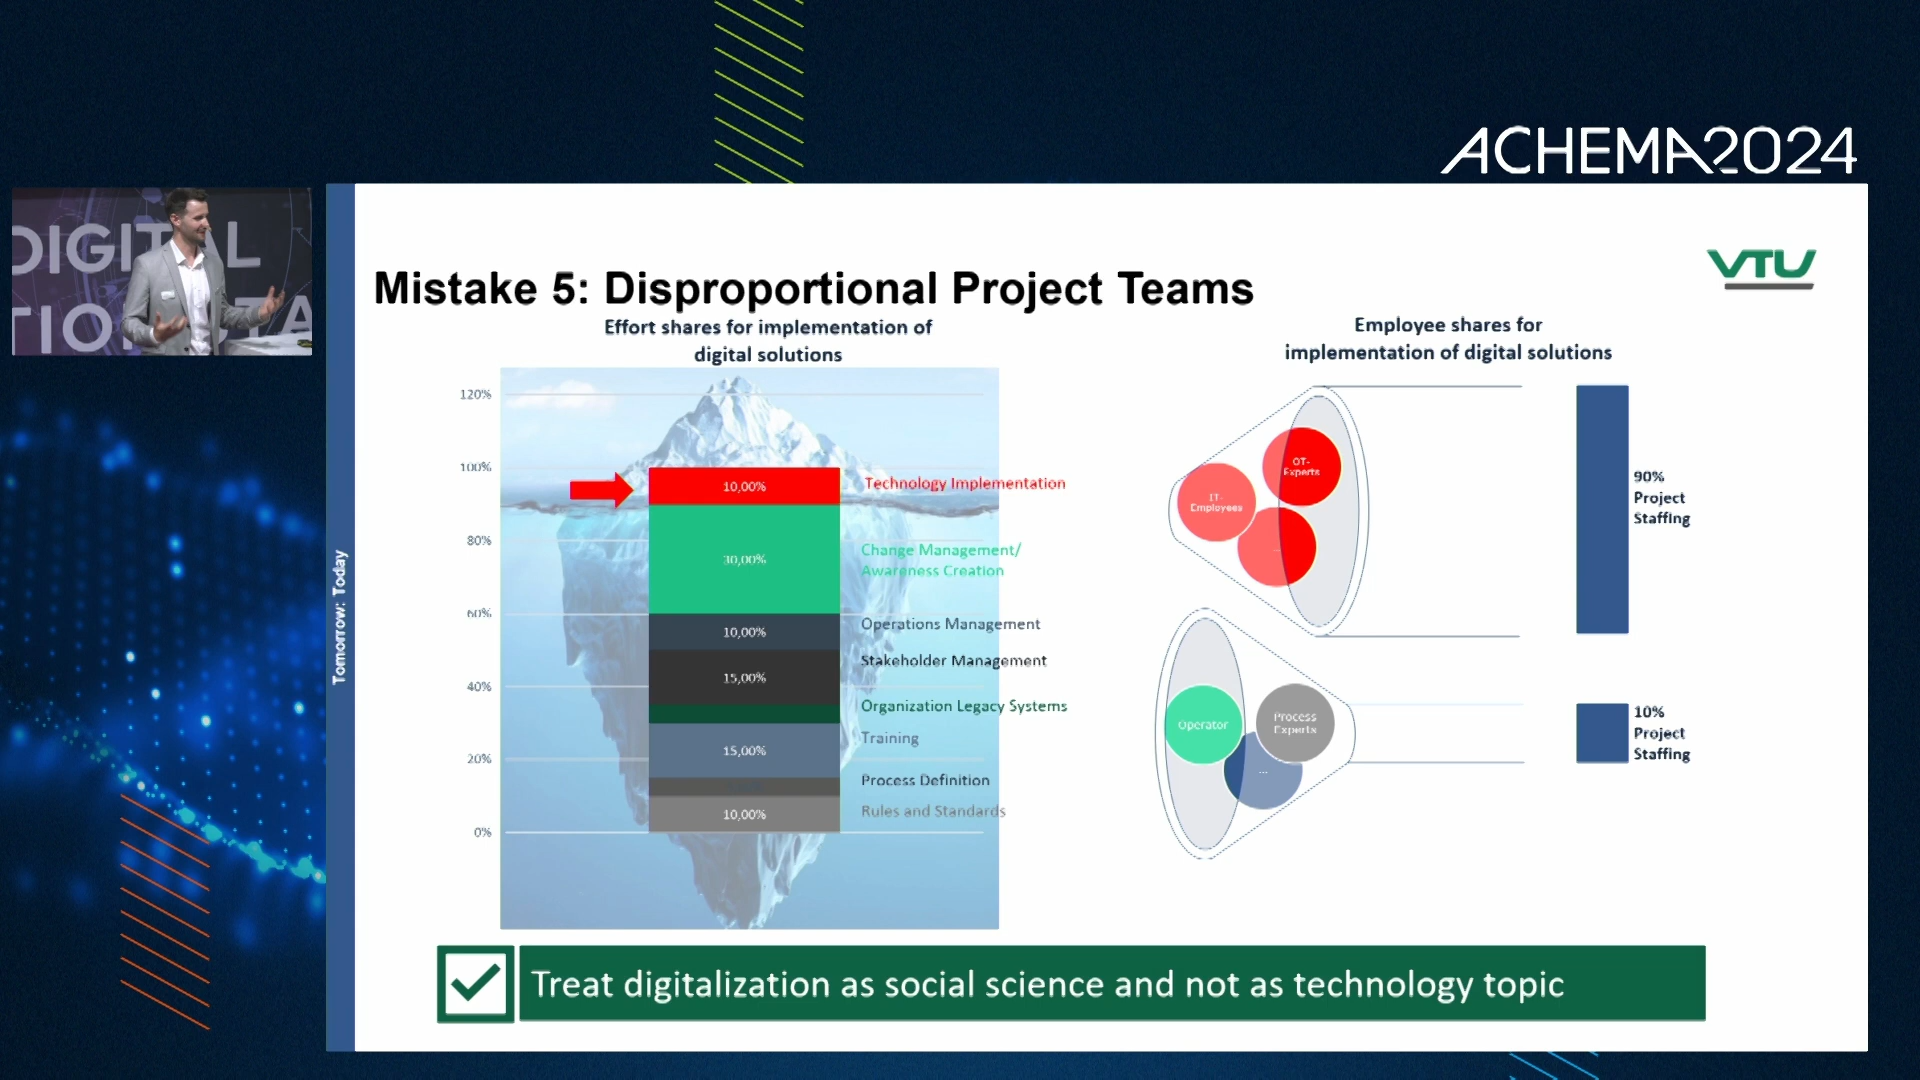 ACHEMA2024
DIGITAL
TIO
TA
VTU
Tomorrow: Today
Mistake 5: Disproportional Project Teams
Effort shares for implementation of
digital solutions
120%
100%
80%
60%
40%
20%
0%
10,00%
30,00%
10,00%
15,00%
15,00%
10,00%
Technology Implementation
Change Management/
Awareness Creation
Operations Management
Stakeholder Management
Organization Legacy Systems
Training
Process Definition
Rules and Standards
Employee shares for
implementation of digital solutions
OT-
Experts
IT-
Employees
...
90%
Project
Staffing
Operator
Process
Experts
...
10%
Project
Staffing
Treat digitalization as social science and not as technology topic